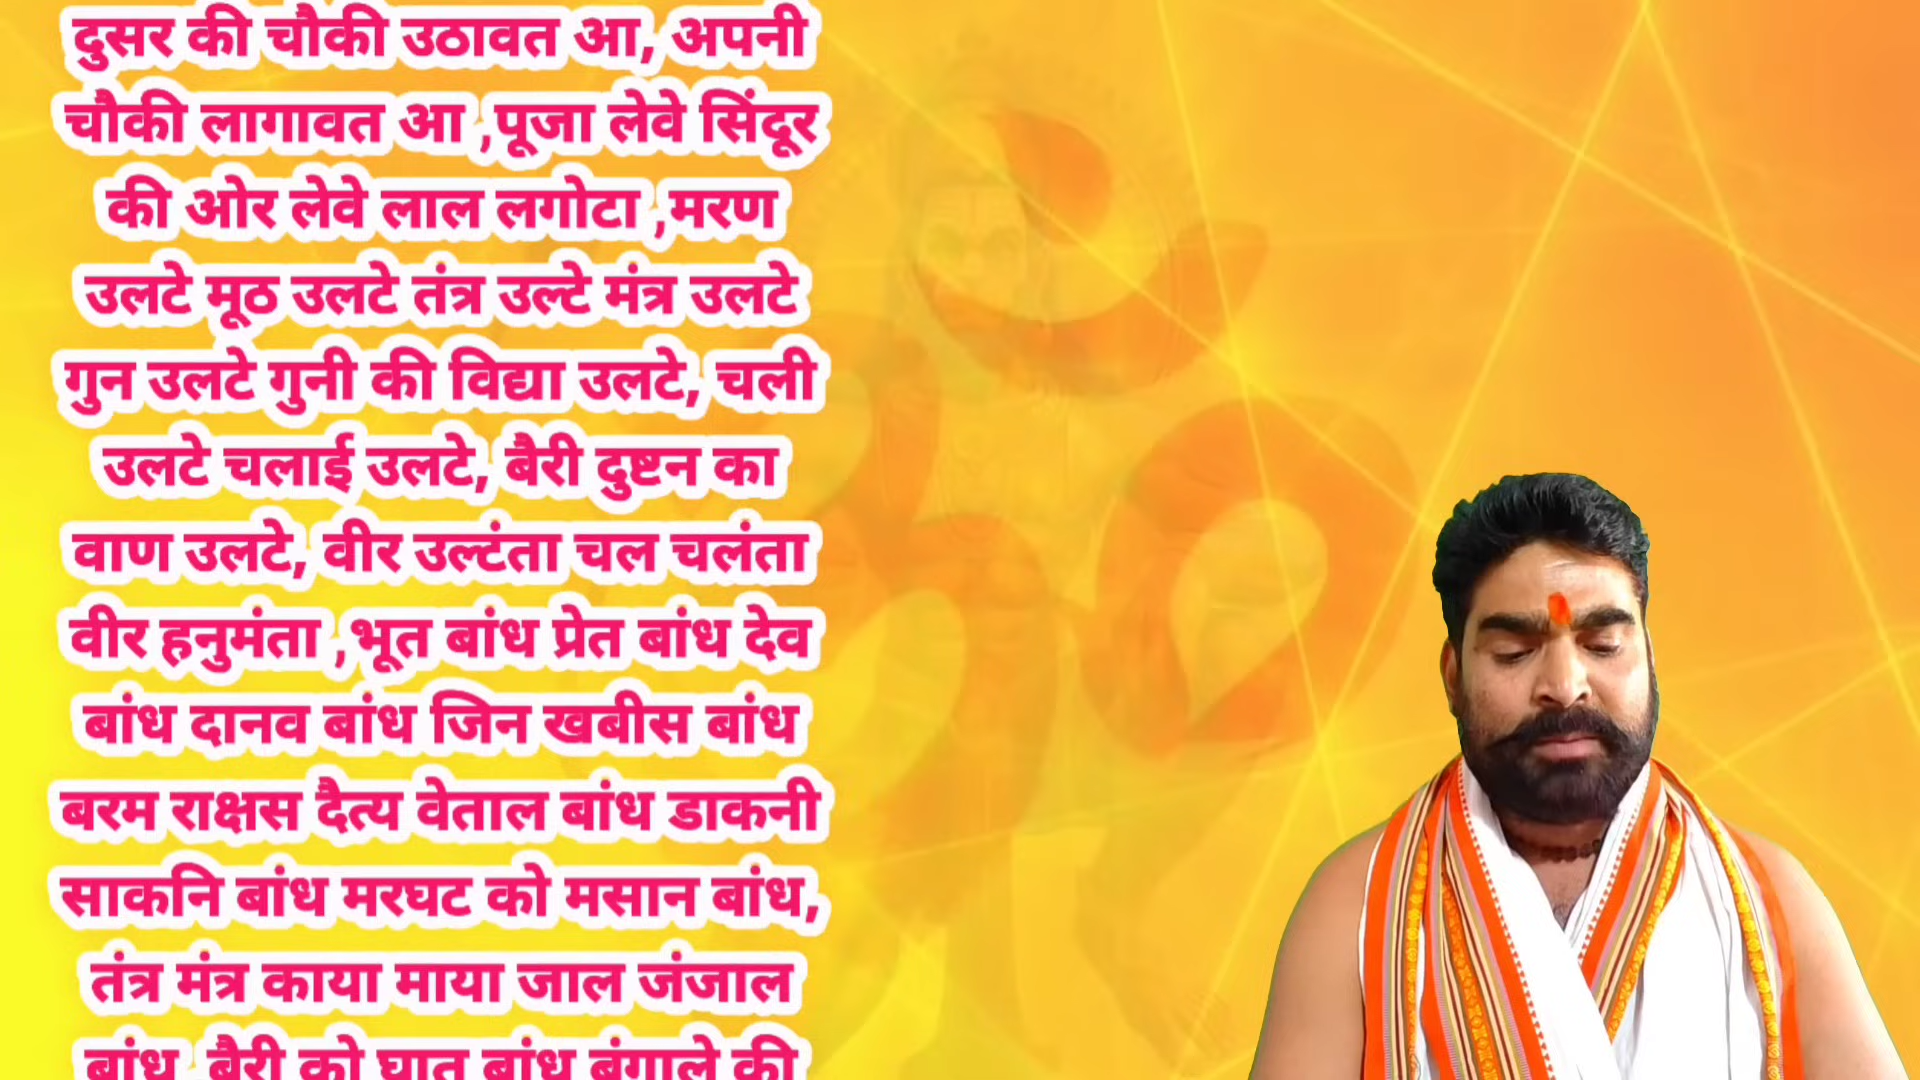 दुसर की चौकी उठावत आ, अपनी
चौकी लागावत आ ,पूजा लेवे सिंदूर
की ओर लेवे लाल लगोटा ,मरण
उलटे मूठ उलटे तंत्र उल्टे मंत्र उलटे
गुन उलटे गुनी की विद्या उलटे, चली
उलटे चलाई उलटे, बैरी दुष्टन का
वाण उलटे, वीर उल्टंता चल चलंता
वीर हनुमंता ,भूत बांध प्रेत बांध देव
बांध दानव बांध जिन खबीस बांध
बरम राक्षस दैत्य वेताल बांध डाकनी
साकनि बांध मरघट को मसान बांध,
तंत्र मंत्र काया माया जाल जंजाल
बांध ,बैरी को घात बांध बंगाले की